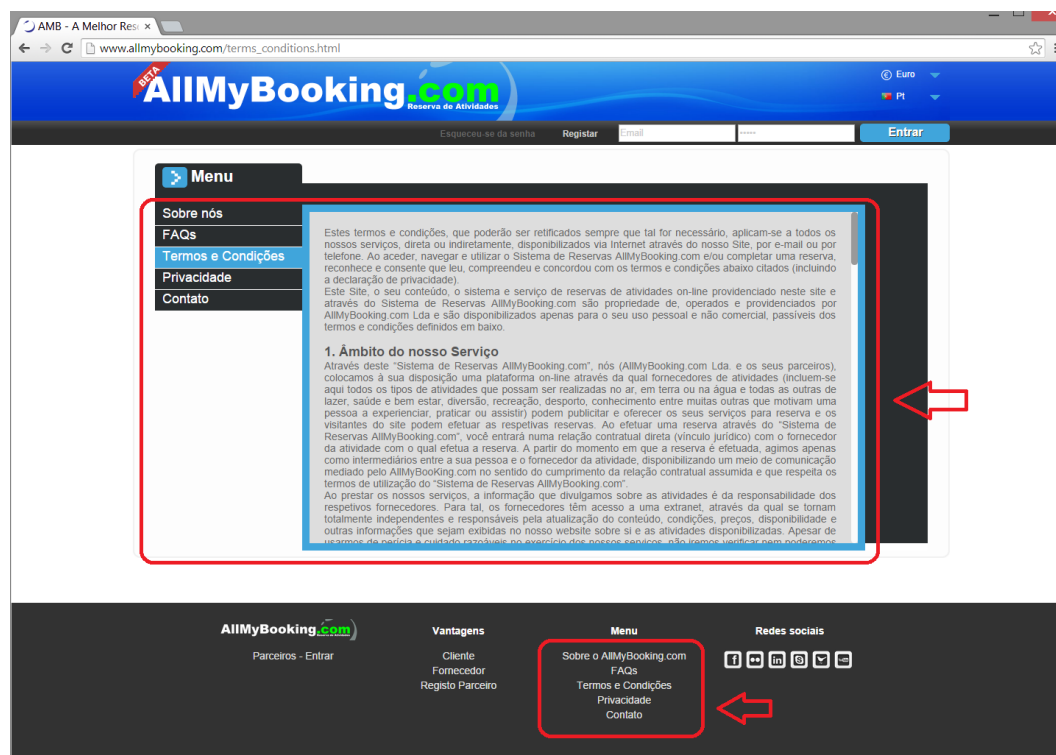 AMB - A Melhor Res
www.allmybooking.com/terms_conditions.html
BETA
AllMyBooking.com
Reserva de Atividades
Euro
Pt
Esqueceu-se da senha Registar Email ----- Entrar
Menu
Sobre nós
FAQs
Termos e Condições
Privacidade
Contato
Estes termos e condições, que poderão ser retificados sempre que tal for necessário, aplicam-se a todos os
nossos serviços, direta ou indiretamente, disponibilizados via Internet através do nosso Site, por e-mail ou por
telefone. Ao aceder, navegar e utilizar o Sistema de Reservas AllMyBooking.com e/ou completar uma reserva,
reconhece e consente que leu, compreendeu e concordou com os termos e condições abaixo citados (incluindo
a declaração de privacidade).
Este Site, o seu conteúdo, o sistema e serviço de reservas de atividades on-line providenciado neste site e
através do Sistema de Reservas AllMyBooking.com são propriedade de, operados e providenciados por
AllMyBooking.com Lda e são disponibilizados apenas para o seu uso pessoal e não comercial, passíveis dos
termos e condições definidos em baixo.
1. Âmbito do nosso Serviço
Através deste "Sistema de Reservas AllMyBooking.com", nós (AllMyBooking.com Lda. e os seus parceiros),
colocamos à sua disposição uma plataforma on-line através da qual fornecedores de atividades (incluem-se
aqui todos os tipos de atividades que possam ser realizadas no ar, em terra ou na água e todas as outras de
lazer, saúde e bem estar, diversão, recreação, desporto, conhecimento entre muitas outras que motivam uma
pessoa a experienciar, praticar ou assistir) podem publicitar e oferecer os seus serviços para reserva e os
visitantes do site podem efetuar as respetivas reservas. Ao efetuar uma reserva através do "Sistema de
Reservas AllMyBooking.com", você entrará numa relação contratual direta (vínculo jurídico) com o fornecedor
da atividade com o qual efetua a reserva. A partir do momento em que a reserva é efetuada, agimos apenas
como intermediários entre a sua pessoa e o fornecedor da atividade, disponibilizando um meio de comunicação
mediado pelo AllMyBooKing.com no sentido do cumprimento da relação contratual assumida e que respeita os
termos de utilização do "Sistema de Reservas AllMyBooking.com".
Ao prestar os nossos serviços, a informação que divulgamos sobre as atividades é da responsabilidade dos
respetivos fornecedores. Para tal, os fornecedores têm acesso a uma extranet, através da qual se tornam
totalmente independentes e responsáveis pela atualização do conteúdo, condições, preços, disponibilidade e
outras informações que sejam exibidas no nosso website sobre si e as atividades disponibilizadas. Apesar de
usarmos de perícia e cuidado razoáveis no exercício dos nossos serviços, não iremos verificar nem poderemos
AllMyBooking.com
Parceiros - Entrar
Vantagens
Cliente
Fornecedor
Registo Parceiro
Menu
Sobre o AllMyBooking.com
FAQs
Termos e Condições
Privacidade
Contato
Redes sociais